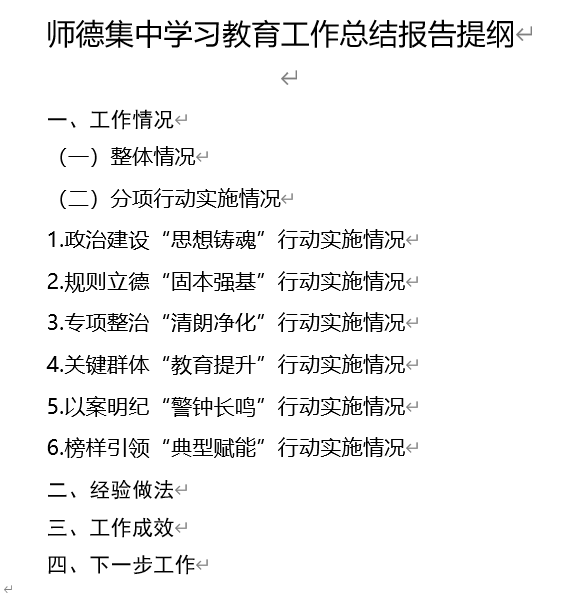 师德集中学习教育工作总结报告提纲
一、工作情况
（一）整体情况
（二）分项行动实施情况
1.政治建设“思想铸魂”行动实施情况
2.规则立德“固本强基”行动实施情况
3.专项整治“清朗净化”行动实施情况
4.关键群体“教育提升”行动实施情况
5.以案明纪“警钟长鸣”行动实施情况
6.榜样引领“典型赋能”行动实施情况
二、经验做法
三、工作成效
四、下一步工作